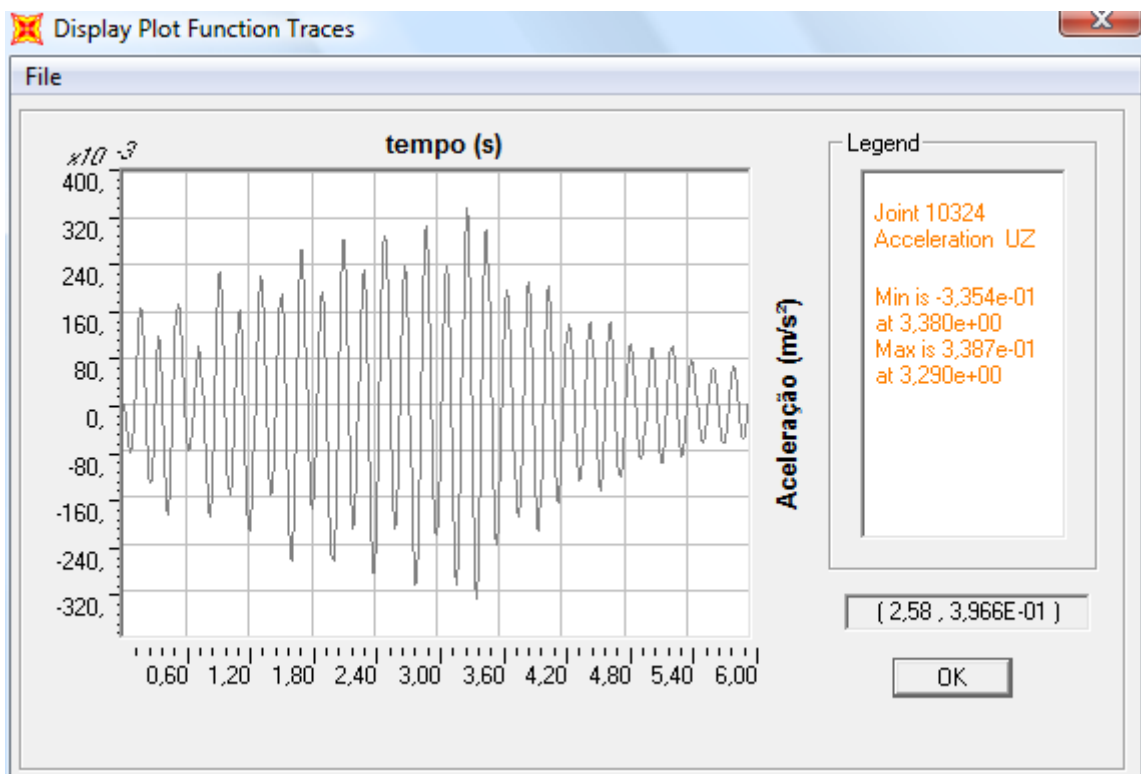 Display Plot Function Traces
X
File
tempo (s)
x10 -3
400,
320,
240,
160,
80,
0,
-80,
-160,
-240,
-320,
0,60 1,20 1,80 2,40 3,00 3,60 4,20 4,80 5,40 6,00
Aceleração (m/s²)
Legend
Joint 10324
Acceleration UZ
Min is -3,354e-01
at 3,380e+00
Max is 3,387e-01
at 3,290e+00
( 2,58 , 3,966E-01 )
OK